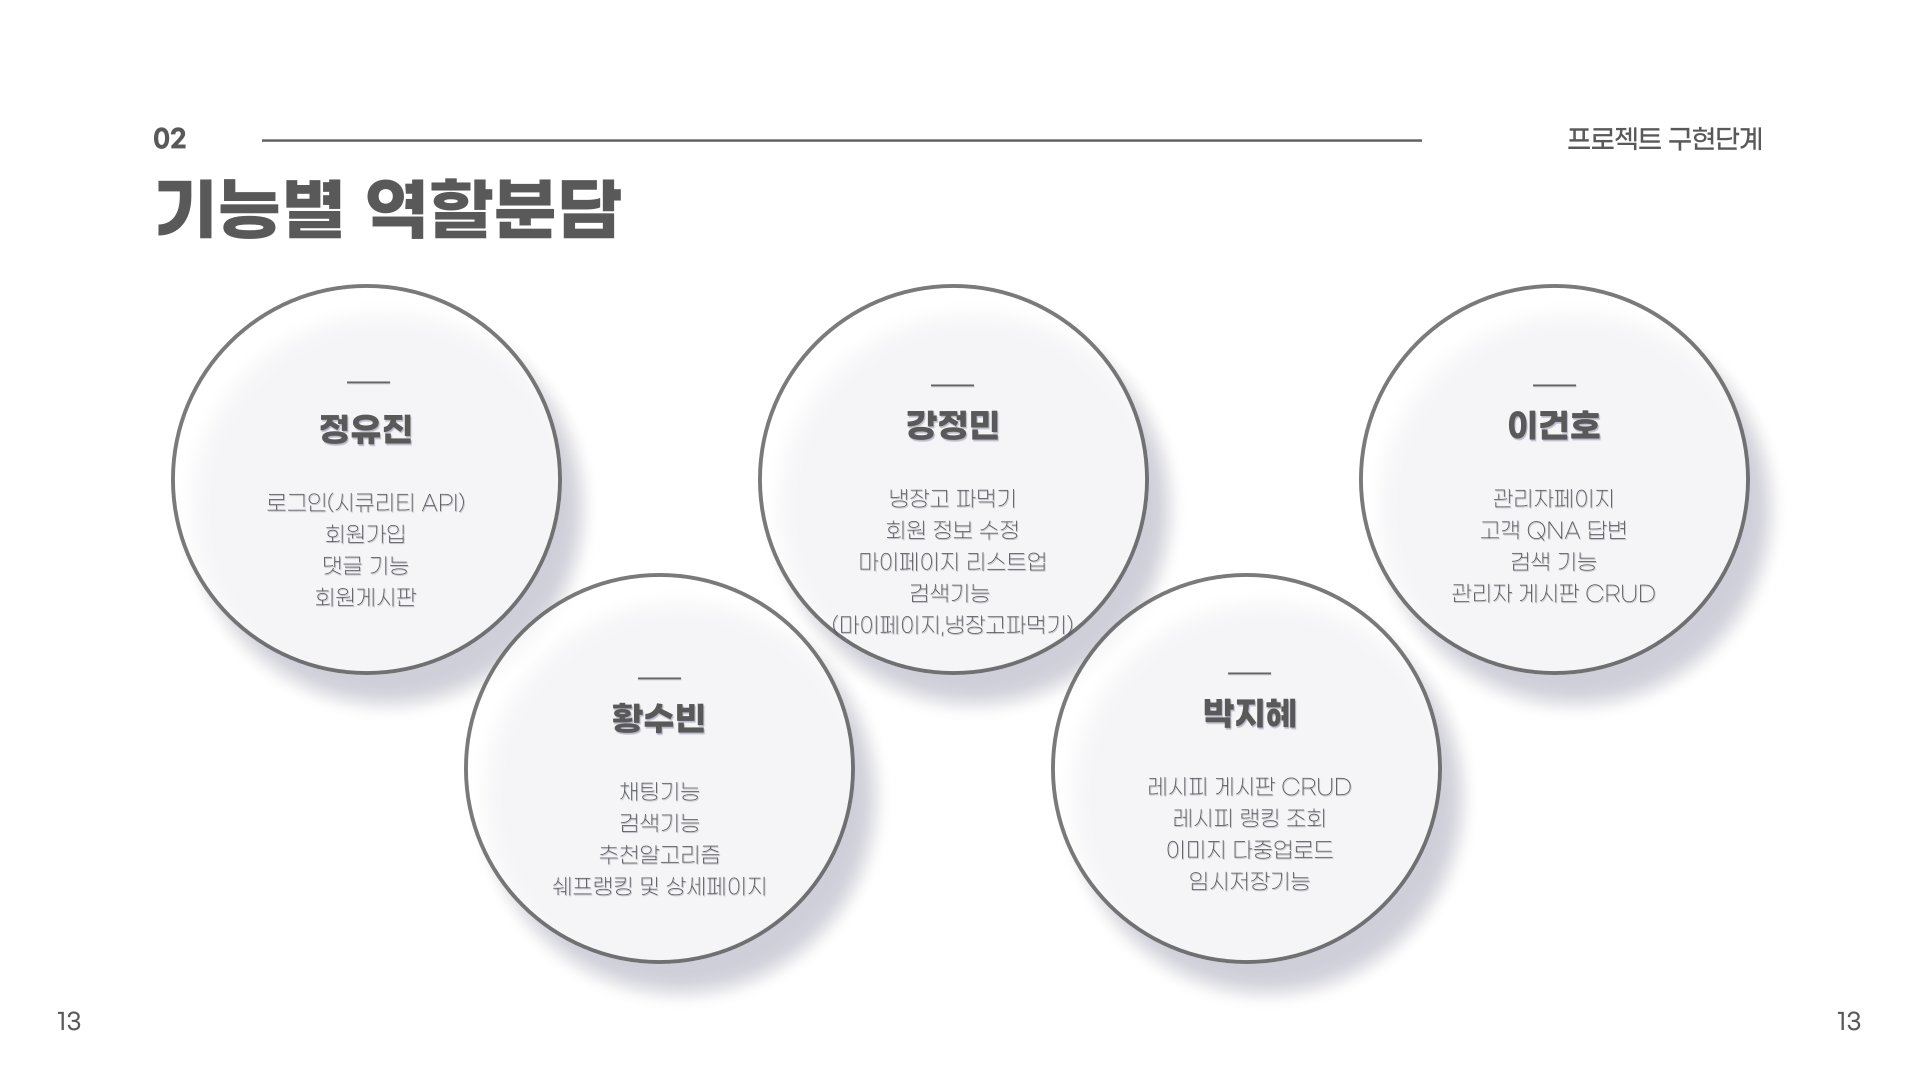 02
프로젝트 구현단계
기능별 역할분담
정유진
로그인(시큐리티 API)
회원가입
댓글 기능
회원게시판
황수빈
채팅기능
검색기능
추천알고리즘
쉐프랭킹 및 상세페이지
강정민
냉장고 파먹기
회원 정보 수정
마이페이지 리스트업
검색기능
(마이페이지,냉장고파먹기)
박지혜
레시피 게시판 CRUD
레시피 랭킹 조회
이미지 다중업로드
임시저장기능
이건호
관리자페이지
고객 QNA 답변
검색 기능
관리자 게시판 CRUD
13
13